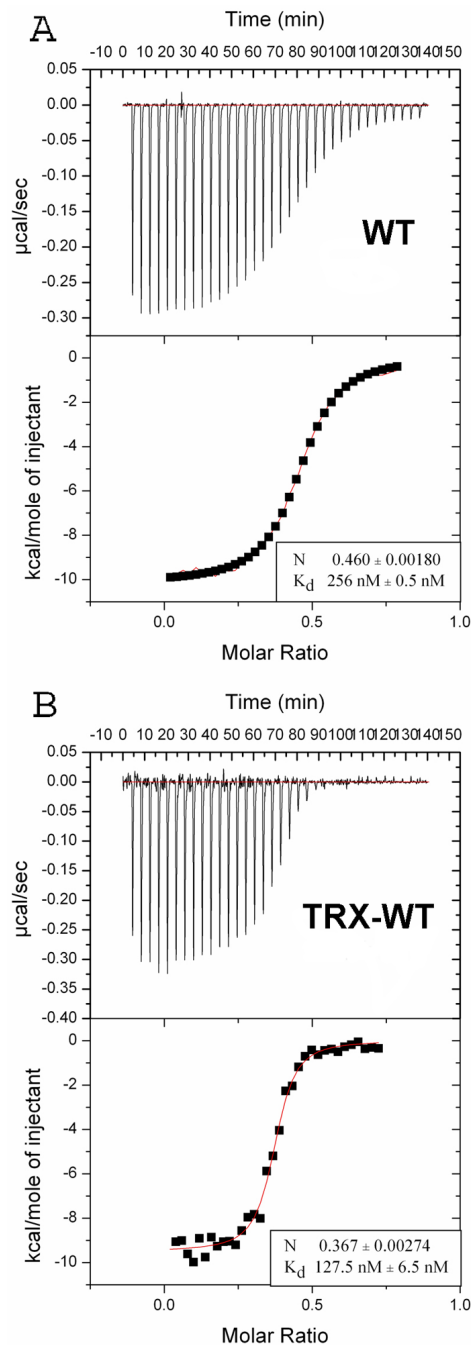 A
Time (min)
-10 0 10 20 30 40 50 60 70 80 90 100 110 120 130 140 150
0.05
0.00
-0.05
-0.10
-0.15
-0.20
-0.25
-0.30
µcal/sec
WT
0
-2
-4
-6
-8
-10
kcal/mole of injectant
N 0.460 ± 0.00180
Kd 256 nM ± 0.5 nM
0.0 0.5 1.0
Molar Ratio
B
Time (min)
-10 0 10 20 30 40 50 60 70 80 90 100 110 120 130 140 150
0.05
0.00
-0.05
-0.10
-0.15
-0.20
-0.25
-0.30
-0.35
-0.40
µcal/sec
TRX-WT
0
-2
-4
-6
-8
-10
kcal/mole of injectant
N 0.367 ± 0.00274
Kd 127.5 nM ± 6.5 nM
0.0 0.5 1.0
Molar Ratio